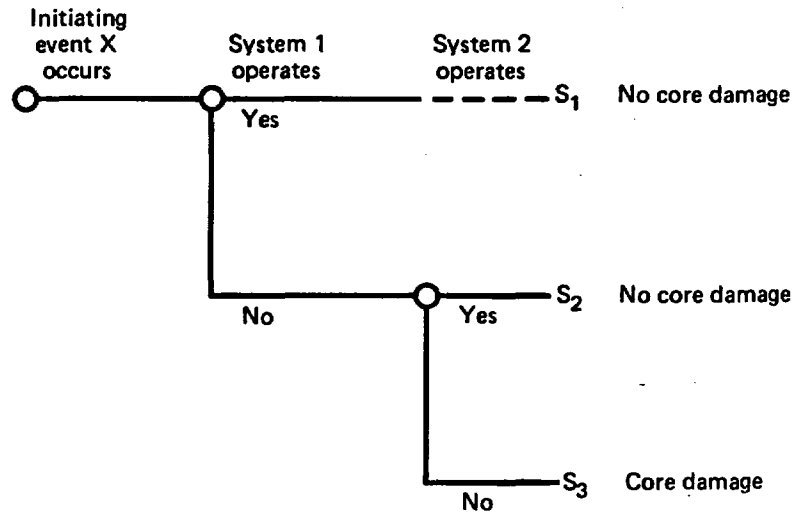 Initiating
event X
occurs
System 1
operates
System 2
operates
Yes
S1
No core damage
No
Yes
S2
No core damage
No
S3
Core damage